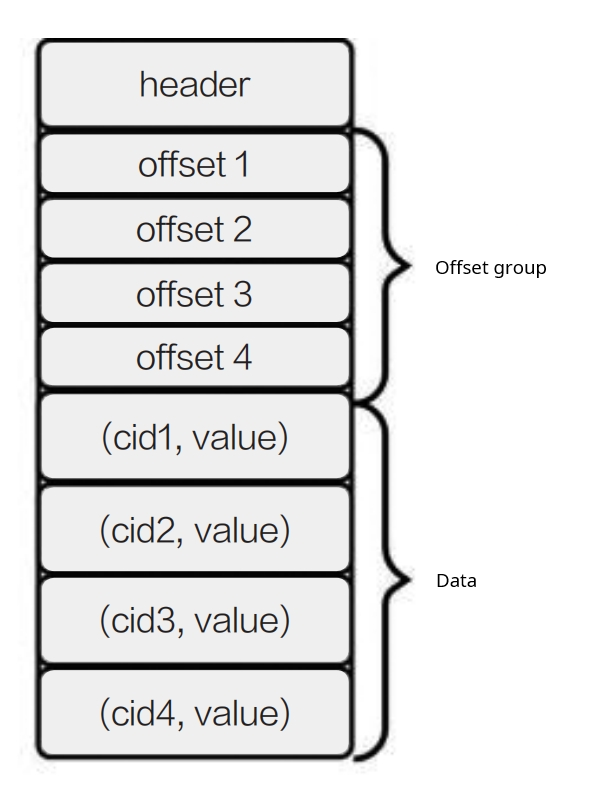 header
offset 1
offset 2
offset 3
offset 4
Offset group
(cid1, value)
(cid2, value)
(cid3, value)
(cid4, value)
Data